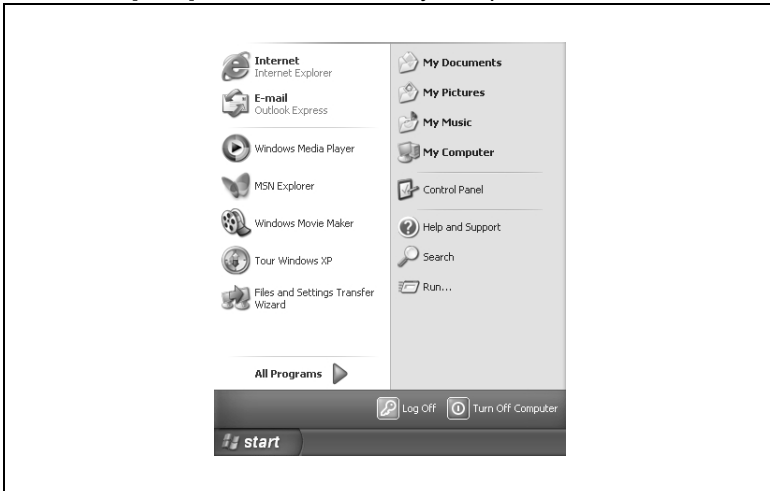 Internet
Internet Explorer
E-mail
Outlook Express
Windows Media Player
MSN Explorer
Windows Movie Maker
Tour Windows XP
Files and Settings Transfer
Wizard
All Programs
My Documents
My Pictures
My Music
My Computer
Control Panel
Help and Support
Search
Run...
Log Off
Turn Off Computer
start